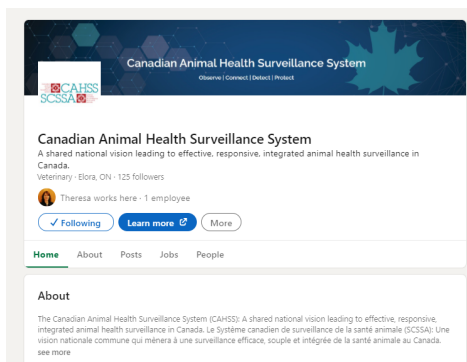 Canadian Animal Health Surveillance System
Observe | Connect | Detect | Protect
CAHSS
SCSSA
Canadian Animal Health Surveillance System
A shared national vision leading to effective, responsive, integrated animal health surveillance in
Canada.
Veterinary · Elora, ON · 125 followers
Theresa works here · 1 employee
Following
Learn more
More
Home About Posts Jobs People
About
The Canadian Animal Health Surveillance System (CAHSS): A shared national vision leading to effective, responsive,
integrated animal health surveillance in Canada. Le Système canadien de surveillance de la santé animale (SCSSA): Une
vision nationale commune qui mènera à une surveillance efficace, souple et intégrée de la santé animale au Canada.
see more